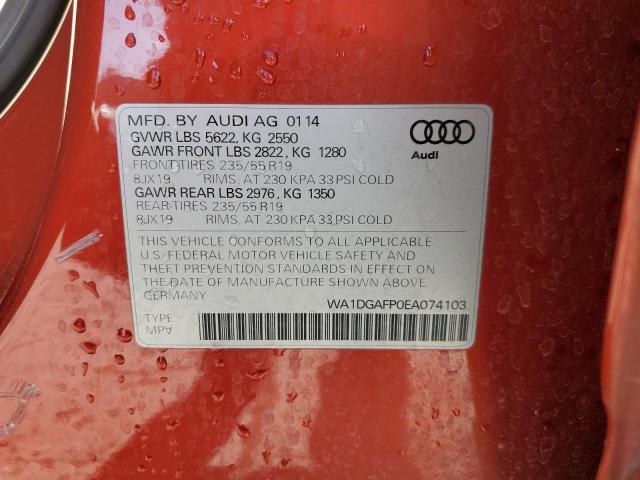 MFD. BY AUDI AG 01 14
GVWR LBS 5622, KG 2550
GAWR FRONT LBS 2822, KG 1280
FRONT TIRES 235/55 R19
8JX19 RIMS, AT 230 KPA 33 PSI COLD
GAWR REAR LBS 2976, KG 1350
REAR TIRES 235/55 R19
8JX19 RIMS, AT 230 KPA 33 PSI COLD
Audi
THIS VEHICLE CONFORMS TO ALL APPLICABLE
U.S. FEDERAL MOTOR VEHICLE SAFETY AND
THEFT PREVENTION STANDARDS IN EFFECT ON
THE DATE OF MANUFACTURE SHOWN ABOVE
GERMANY
WA1DGAFP0EA074103
TYPE
MPV